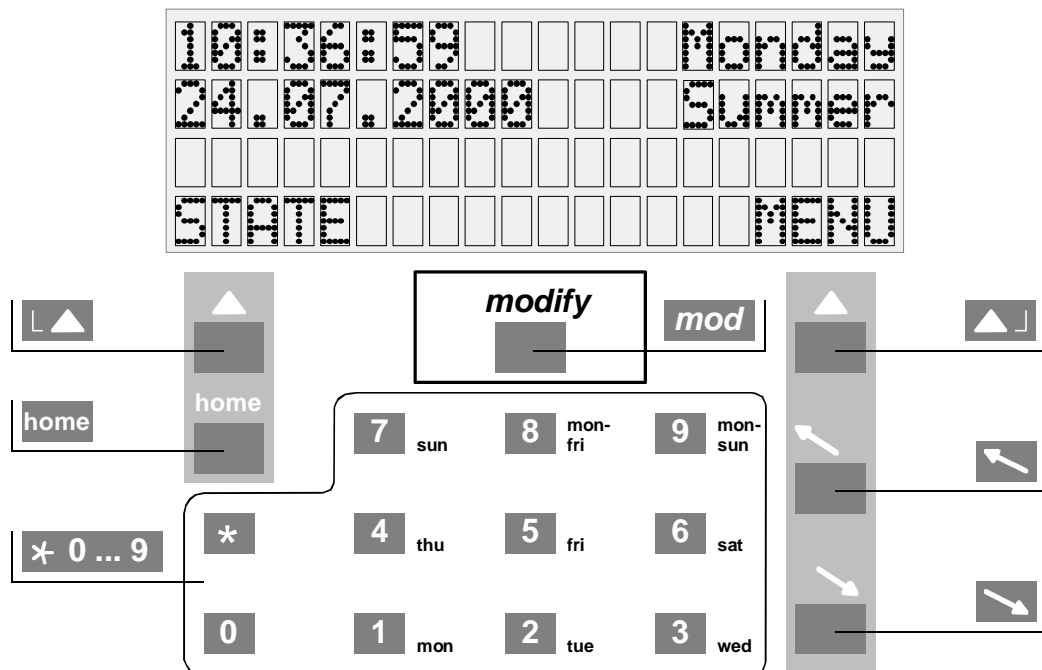 10:36:59 Monday
24.07.2000 Summer
STATE MENU
modify
mod
home
home
7 sun 8 mon-fri 9 mon-sun
* 0 ... 9
* 4 thu 5 fri 6 sat
0 1 mon 2 tue 3 wed